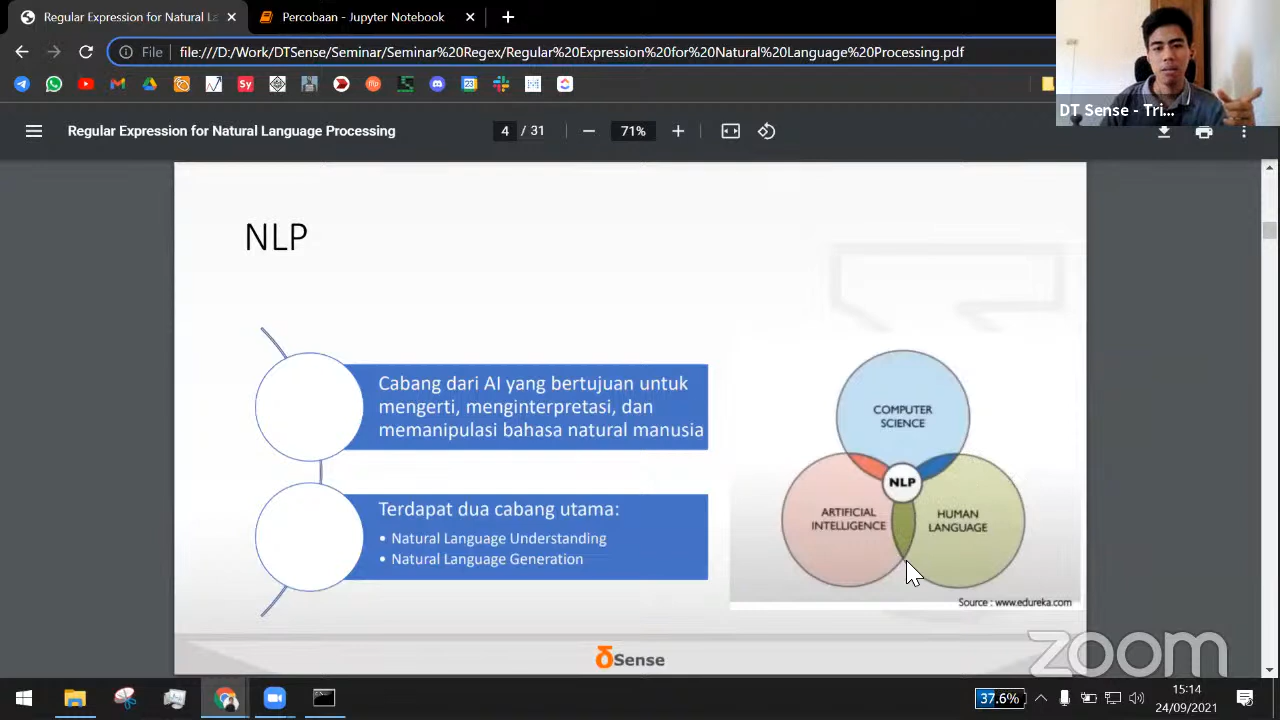 Regular Expression for Natural La
Percobaan - Jupyter Notebook
File
file:///D:/Work/DTSense/Seminar/Seminar%20Regex/Regular%20Expression%20for%20Natural%20Language%20Processing.pdf
Sy
DT Sense - Tri...
Regular Expression for Natural Language Processing
4 / 31
71%
NLP
Cabang dari AI yang bertujuan untuk
mengerti, menginterpretasi, dan
memanipulasi bahasa natural manusia
Terdapat dua cabang utama:
• Natural Language Understanding
• Natural Language Generation
COMPUTER
SCIENCE
NLP
ARTIFICIAL
INTELLIGENCE
HUMAN
LANGUAGE
Source : www.edureka.com
Sense
zoom
37.6%
15:14
24/09/2021